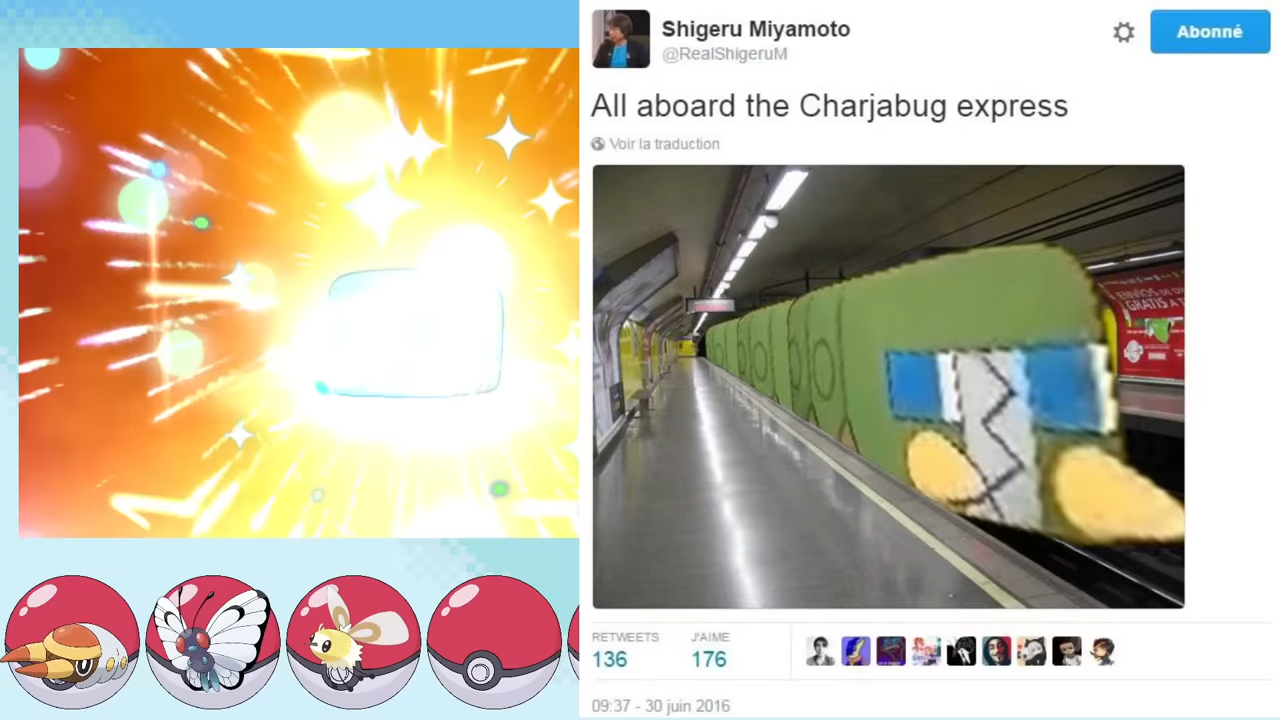 Shigeru Miyamoto
@RealShigeruM
Abonné
All aboard the Charjabug express
Voir la traduction
GRATIS A
RETWEETS
J'AIME
136
176
09:37 - 30 juin 2016